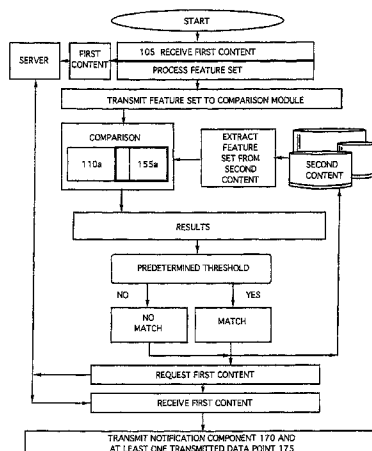 START
SERVER
FIRST
CONTENT
105 RECEIVE FIRST CONTENT
PROCESS FEATURE SET
TRANSMIT FEATURE SET TO COMPARISON MODULE
COMPARISON
110a
155a
EXTRACT
FEATURE
SET FROM
SECOND
CONTENT
SECOND
CONTENT
RESULTS
PREDETERMINED THRESHOLD
NO
YES
NO
MATCH
MATCH
REQUEST FIRST CONTENT
RECEIVE FIRST CONTENT
TRANSMIT NOTIFICATION COMPONENT 170 AND
AT LEAST ONE TRANSMITTED DATA POINT 175